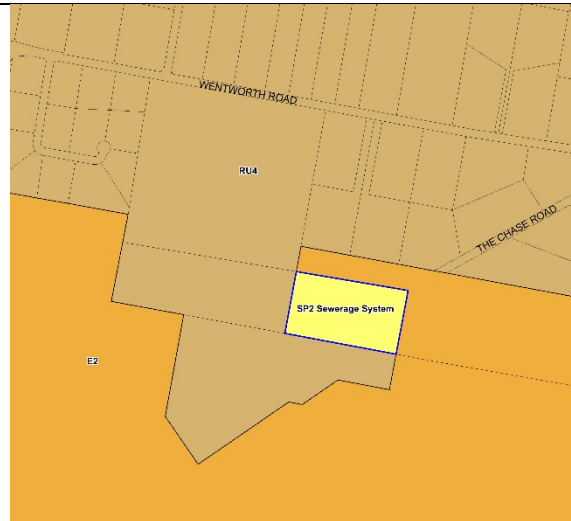 WENTWORTH ROAD
RU4
THE CHASE ROAD
SP2 Sewerage System
E2